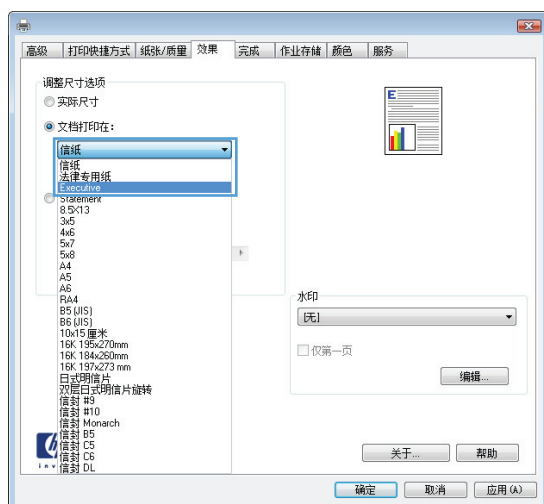 高级 打印快捷方式 纸张/质量 效果 完成 作业存储 颜色 服务
调整尺寸选项
实际尺寸
文档打印在：
信纸
信纸
法律专用纸
Executive
Statement
8.5X13
3x5
4x6
5x7
5x8
A4
A5
A6
RA4
B5 (JIS)
B6 (JIS)
10x15 厘米
16K 195x270mm
16K 184x260mm
16K 197x273 mm
日式明信片
双层日式明信片旋转
信封 #9
信封 #10
信封 Monarch
信封 B5
信封 C5
信封 C6
信封 DL
E
水印
[无]
仅第一页
编辑...
inv
关于... 帮助
确定 取消 应用 (A)